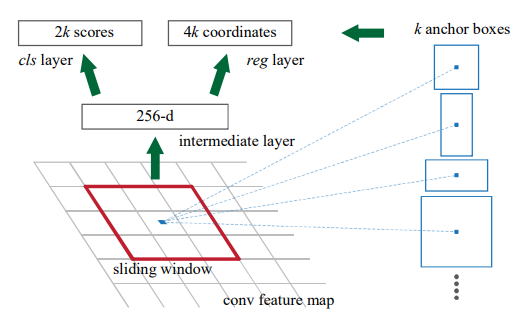 2k scores
4k coordinates
k anchor boxes
cls layer
reg layer
256-d
intermediate layer
sliding window
conv feature map